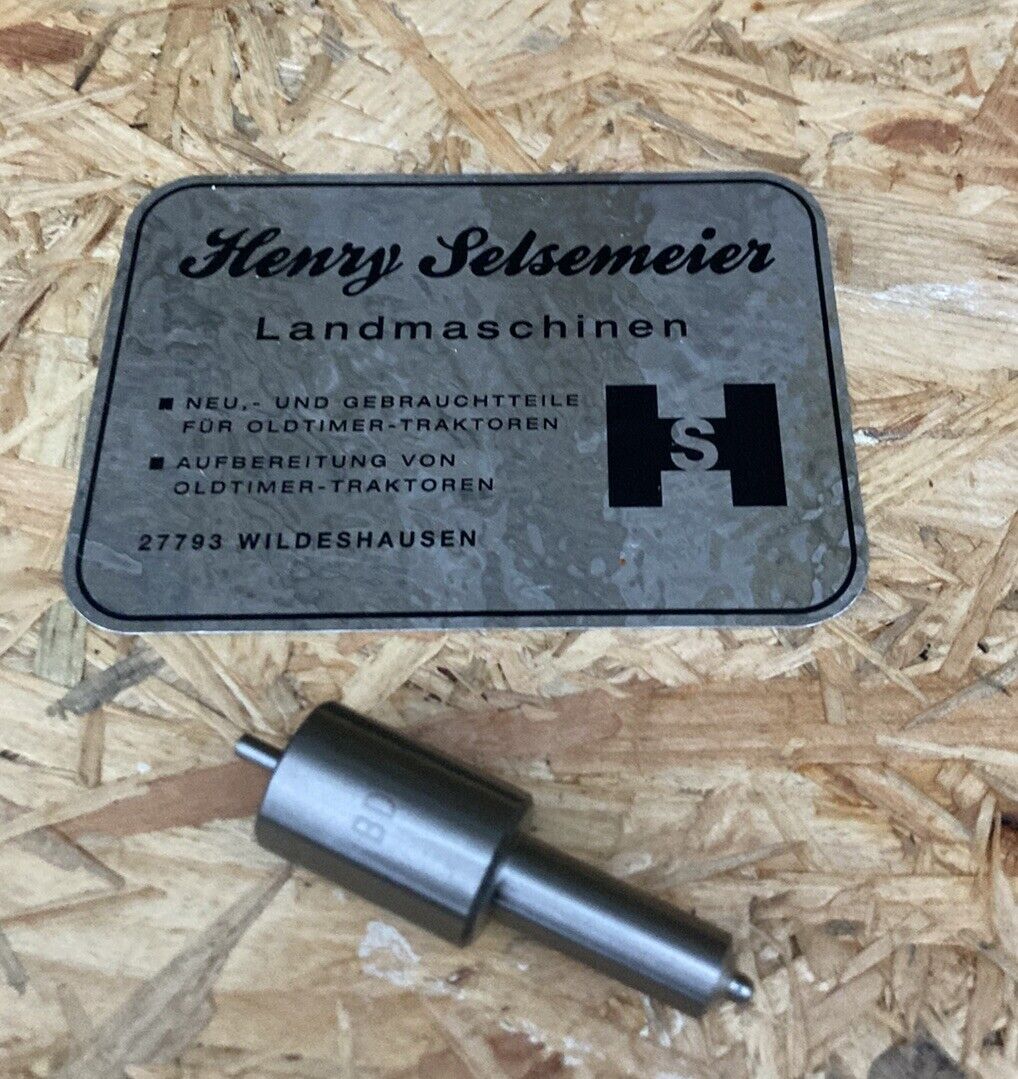 Henry Selsemeier
Landmaschinen
■ NEU,- UND GEBRAUCHTTEILE
FÜR OLDTIMER-TRAKTOREN
■ AUFBEREITUNG VON
OLDTIMER-TRAKTOREN
HS
27793 WILDESHAUSEN